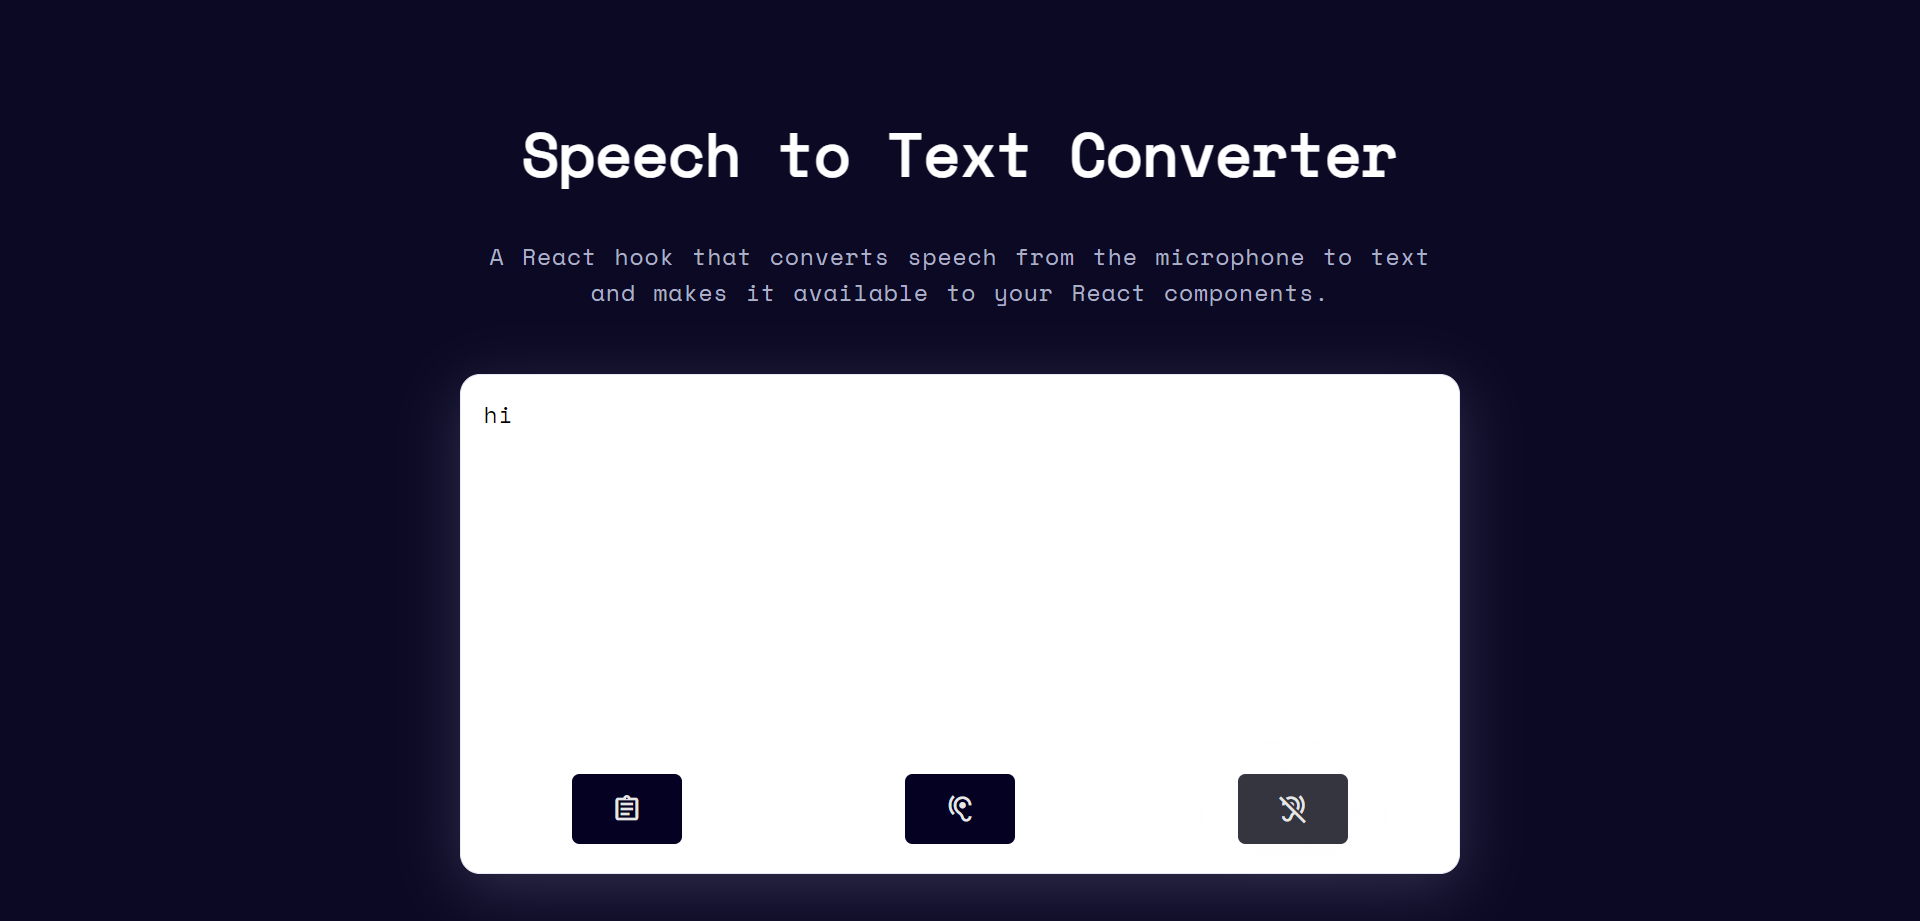 Speech to Text Converter
A React hook that converts speech from the microphone to text
and makes it available to your React components.
hi